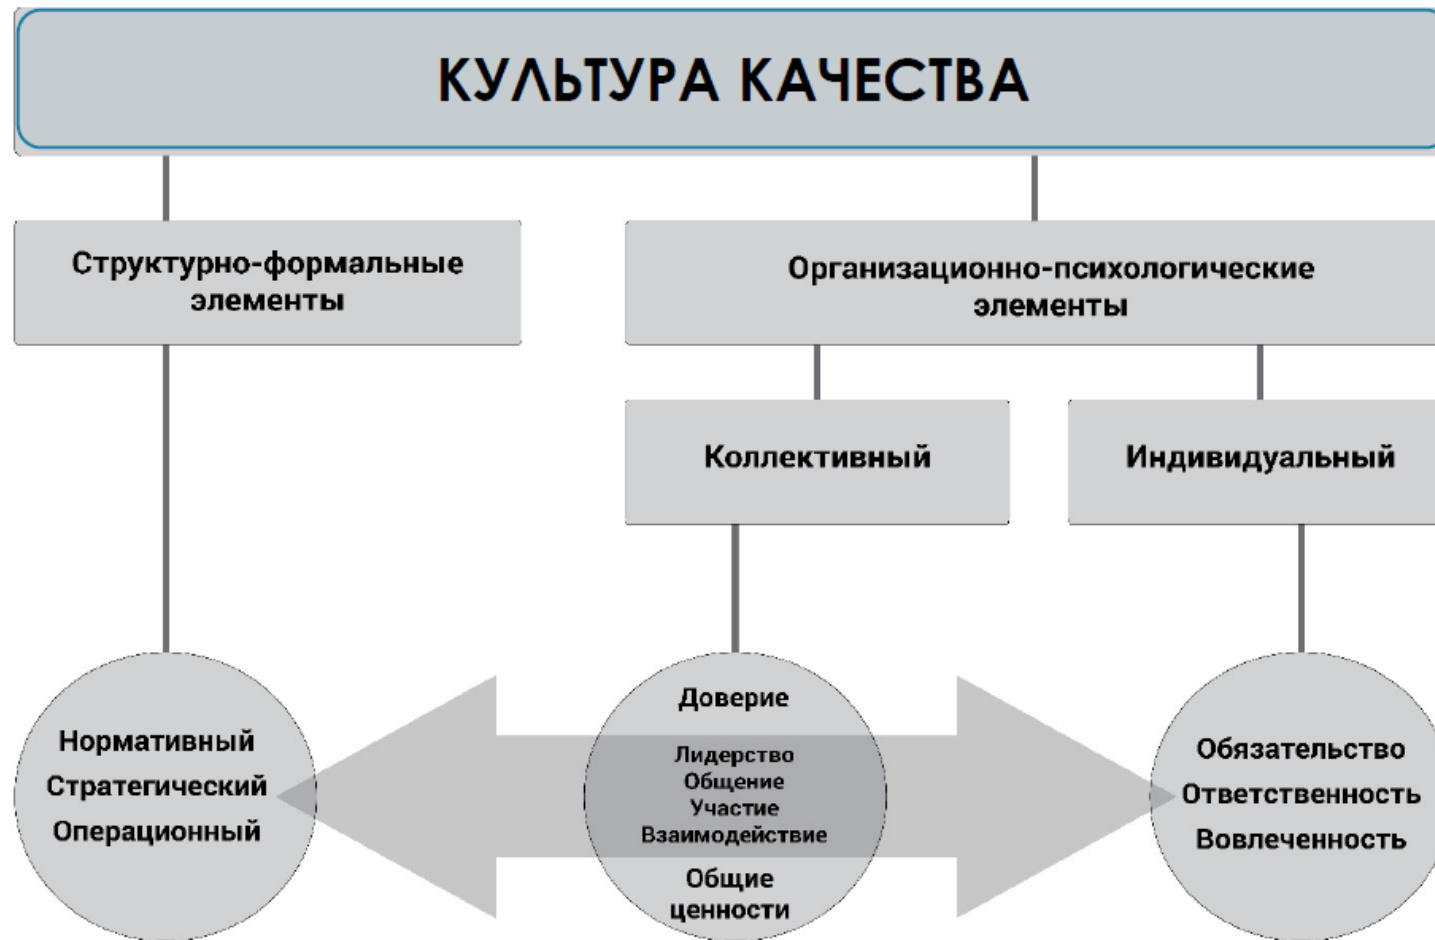 КУЛЬТУРА КАЧЕСТВА
Структурно-формальные
элементы
Организационно-психологические
элементы
Коллективный
Индивидуальный
Нормативный
Стратегический
Операционный
Доверие
Лидерство
Общение
Участие
Взаимодействие
Общие
ценности
Обязательство
Ответственность
Вовлеченность